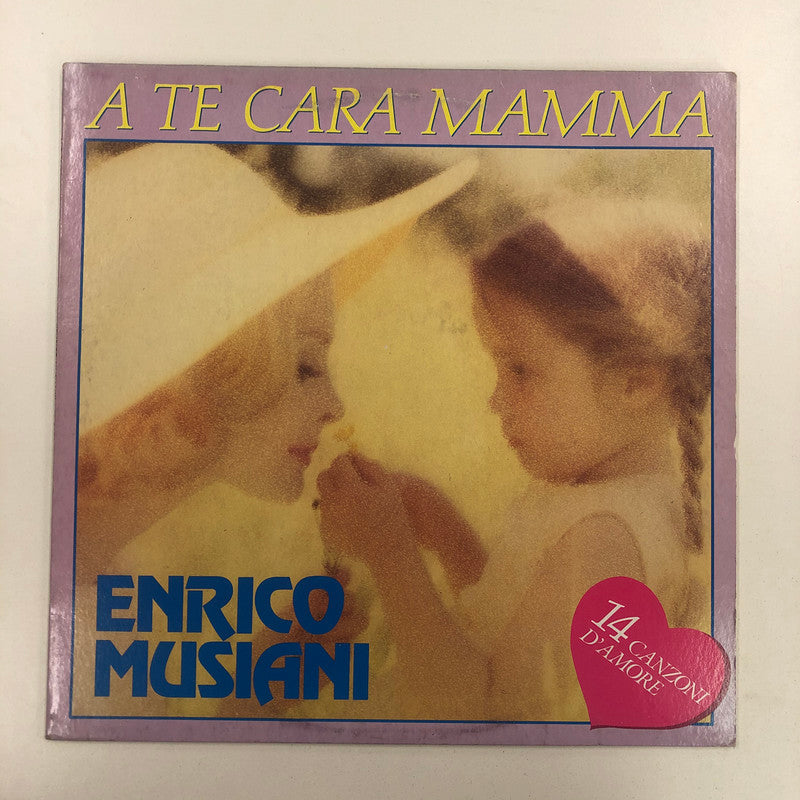 A TE CARA MAMMA
ENRICO
MUSIANI
14 CANZONI
D'AMORE